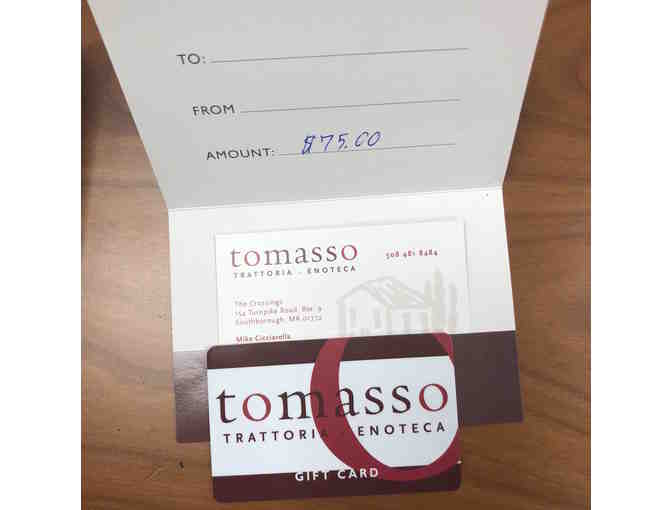 TO:
FROM
AMOUNT: $75.00
tomasso
TRATTORIA · ENOTECA
508 481 8484
The Crossings
154 Turnpike Road, Rte. 9
Southborough, MA 01772
Mike Cicciarella
tomasso
TRATTORIA · ENOTECA
GIFT CARD